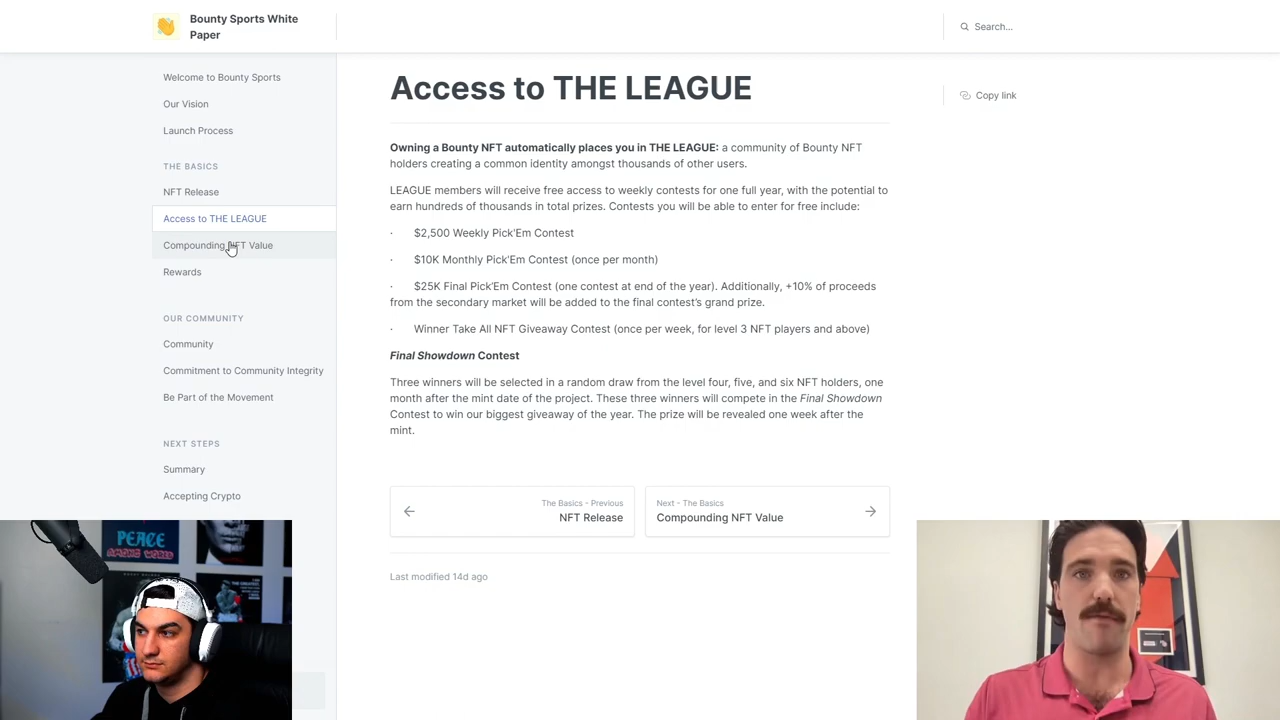 Bounty Sports White
Paper
Search...
Welcome to Bounty Sports
Our Vision
Launch Process
THE BASICS
NFT Release
Access to THE LEAGUE
Compounding NFT Value
Rewards
OUR COMMUNITY
Community
Commitment to Community Integrity
Be Part of the Movement
NEXT STEPS
Summary
Accepting Crypto
Access to THE LEAGUE
Copy link
Owning a Bounty NFT automatically places you in THE LEAGUE: a community of Bounty NFT
holders creating a common identity amongst thousands of other users.
LEAGUE members will receive free access to weekly contests for one full year, with the potential to
earn hundreds of thousands in total prizes. Contests you will be able to enter for free include:
· $2,500 Weekly Pick'Em Contest
· $10K Monthly Pick'Em Contest (once per month)
· $25K Final Pick'Em Contest (one contest at end of the year). Additionally, +10% of proceeds
from the secondary market will be added to the final contest's grand prize.
· Winner Take All NFT Giveaway Contest (once per week, for level 3 NFT players and above)
Final Showdown Contest
Three winners will be selected in a random draw from the level four, five, and six NFT holders, one
month after the mint date of the project. These three winners will compete in the Final Showdown
Contest to win our biggest giveaway of the year. The prize will be revealed one week after the
mint.
The Basics - Previous
NFT Release
Next - The Basics
Compounding NFT Value
Last modified 14d ago
PEACE
AMONG WORLDS